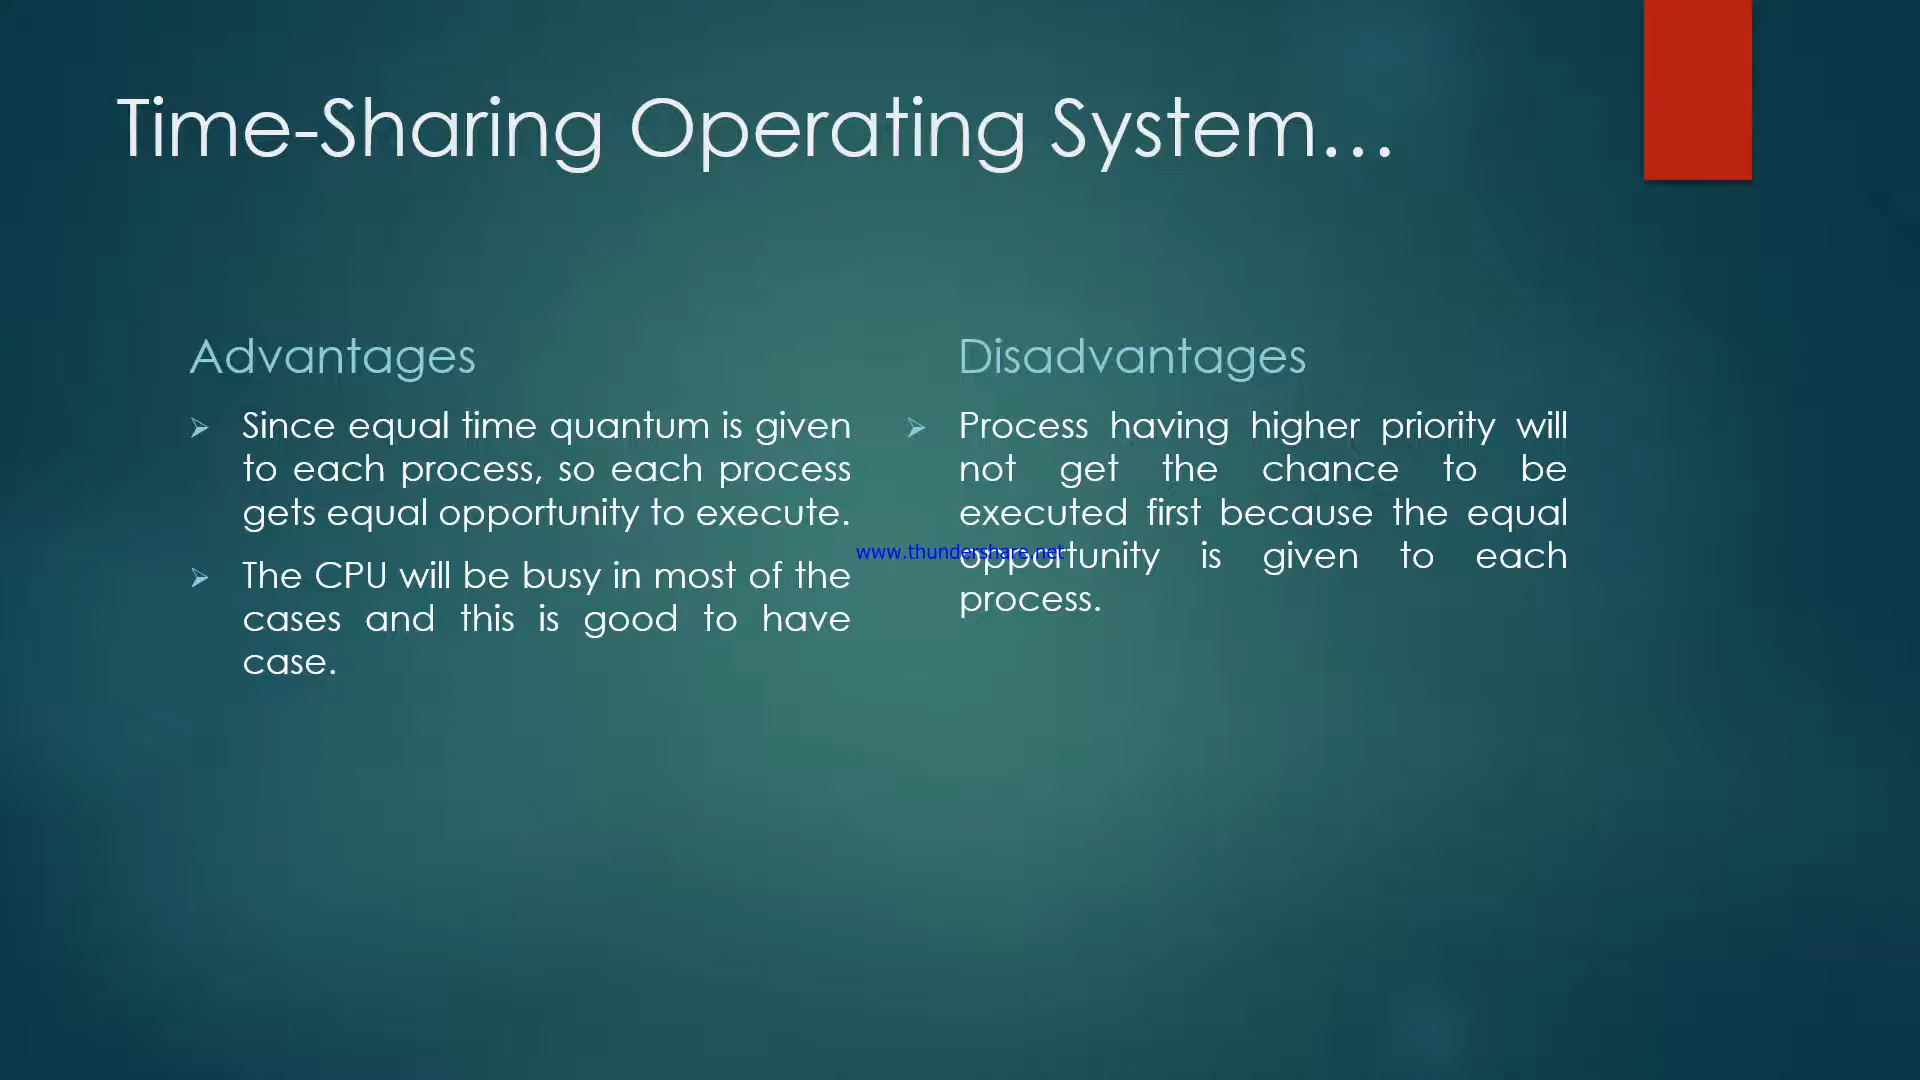 Time-Sharing Operating System...
Advantages
Since equal time quantum is given
to each process, so each process
gets equal opportunity to execute.
The CPU will be busy in most of the
cases and this is good to have
case.
Disadvantages
Process having higher priority will
not get the chance to be
executed first because the equal
opportunity is given to each
process.
www.thundershare.net